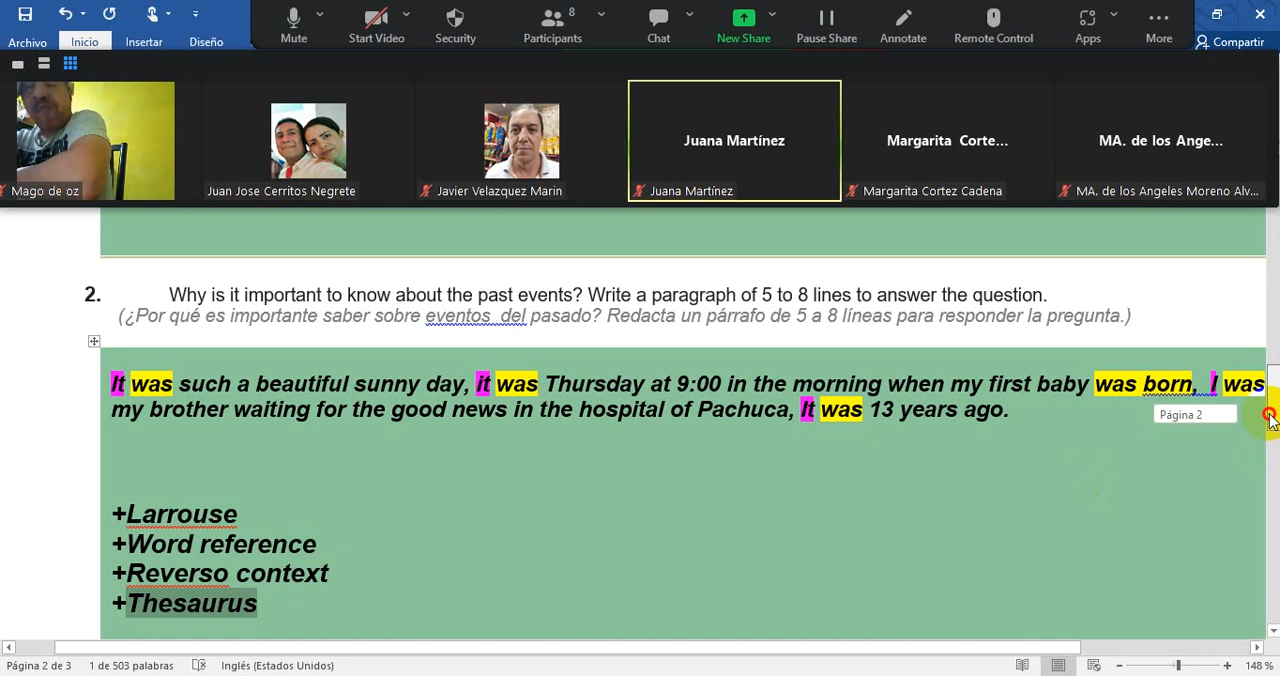 Archivo
Inicio
Insertar
Diseño
Mute
Start Video
Security
8
Participants
Chat
New Share
Pause Share
Annotate
Remote Control
Apps
More
Compartir
Mago de oz
Juan Jose Cerritos Negrete
Javier Velazquez Marin
Juana Martínez
Juana Martínez
Margarita Corte...
Margarita Cortez Cadena
MA. de los Ange...
MA. de los Angeles Moreno Alv...
2. Why is it important to know about the past events? Write a paragraph of 5 to 8 lines to answer the question.
(¿Por qué es importante saber sobre eventos del pasado? Redacta un párrafo de 5 a 8 líneas para responder la pregunta.)
It was such a beautiful sunny day, it was Thursday at 9:00 in the morning when my first baby was born, I was
my brother waiting for the good news in the hospital of Pachuca, It was 13 years ago.
Página 2
+Larrouse
+Word reference
+Reverso context
+Thesaurus
Página 2 de 3
1 de 503 palabras
Inglés (Estados Unidos)
148 %